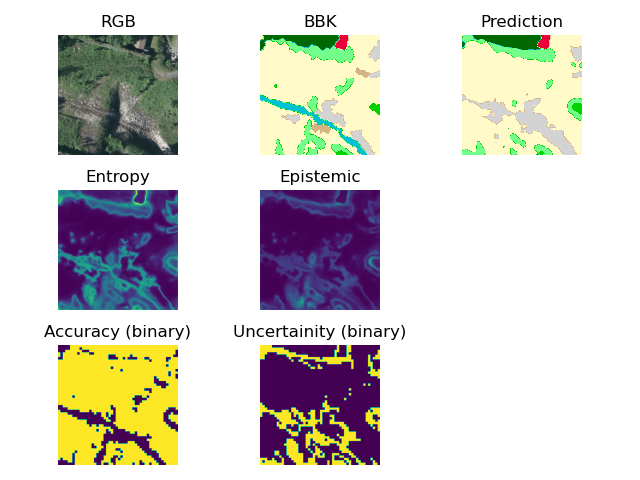 RGB
BBK
Prediction
Entropy
Epistemic
Accuracy (binary)
Uncertainity (binary)